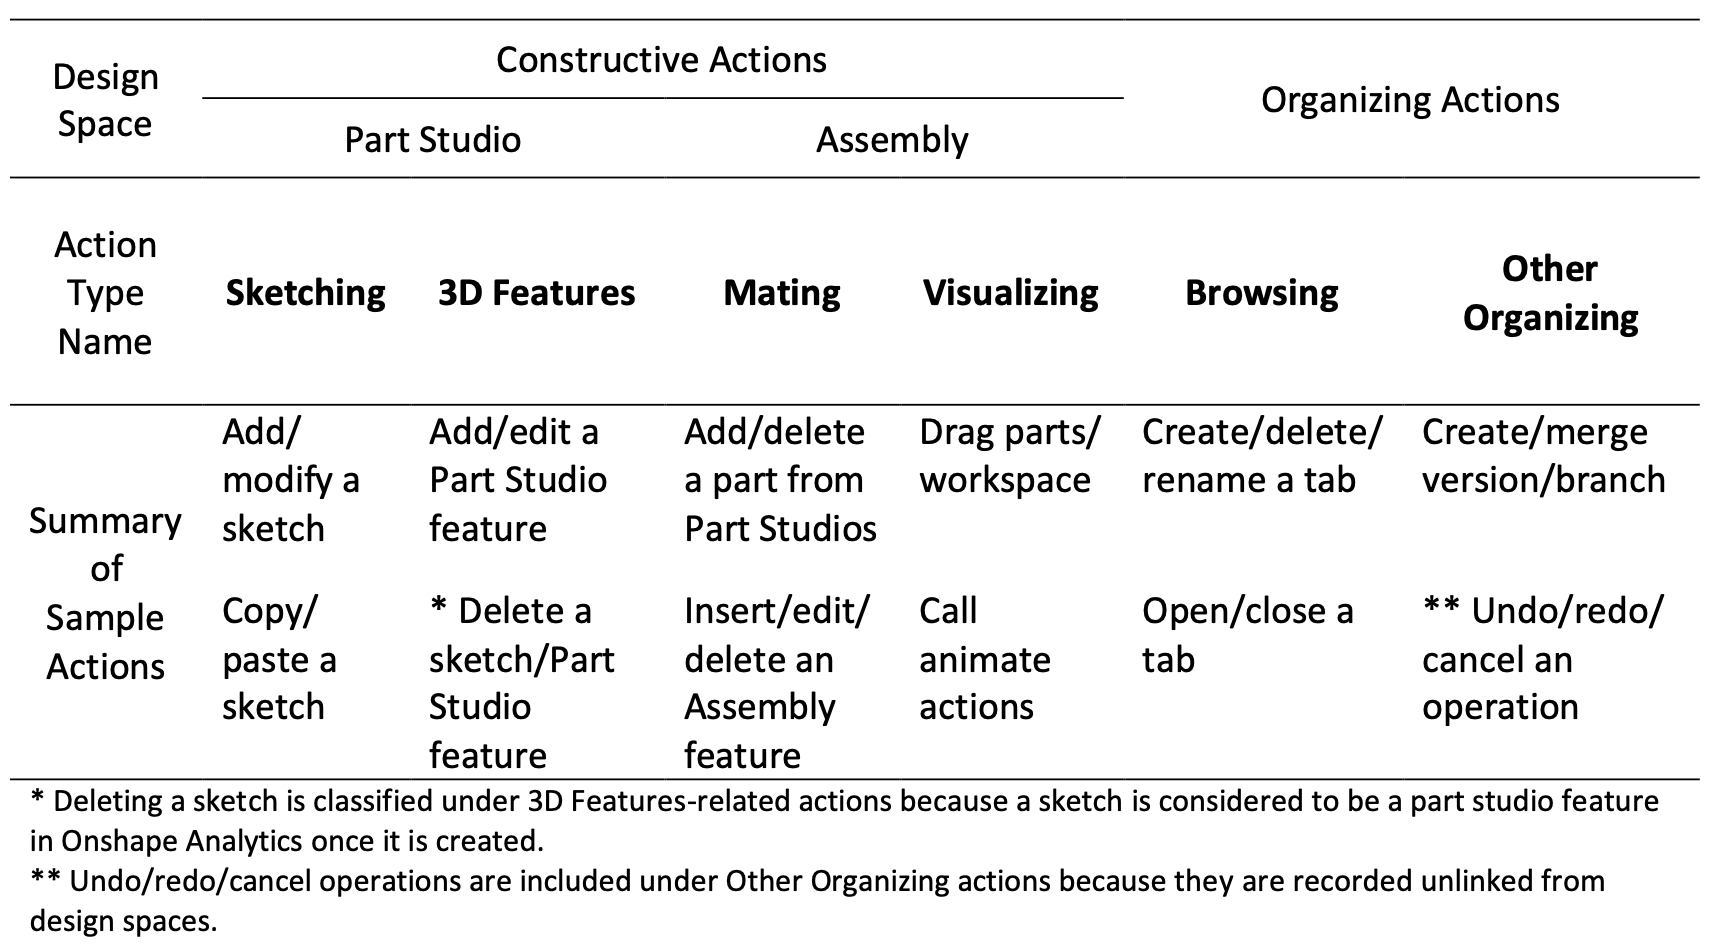 Design
Space
Constructive Actions
Organizing Actions
Part Studio
Assembly
Action
Type
Name
Sketching
3D Features
Mating
Visualizing
Browsing
Other
Organizing
Summary
of
Sample
Actions
Add/
modify a
sketch
Copy/
paste a
sketch
Add/edit a
Part Studio
feature
* Delete a
sketch/Part
Studio
feature
Add/delete
a part from
Part Studios
Insert/edit/
delete an
Assembly
feature
Drag parts/
workspace
Call
animate
actions
Create/delete/
rename a tab
Open/close a
tab
Create/merge
version/branch
** Undo/redo/
cancel an
operation
* Deleting a sketch is classified under 3D Features-related actions because a sketch is considered to be a part studio feature
in Onshape Analytics once it is created.
** Undo/redo/cancel operations are included under Other Organizing actions because they are recorded unlinked from
design spaces.